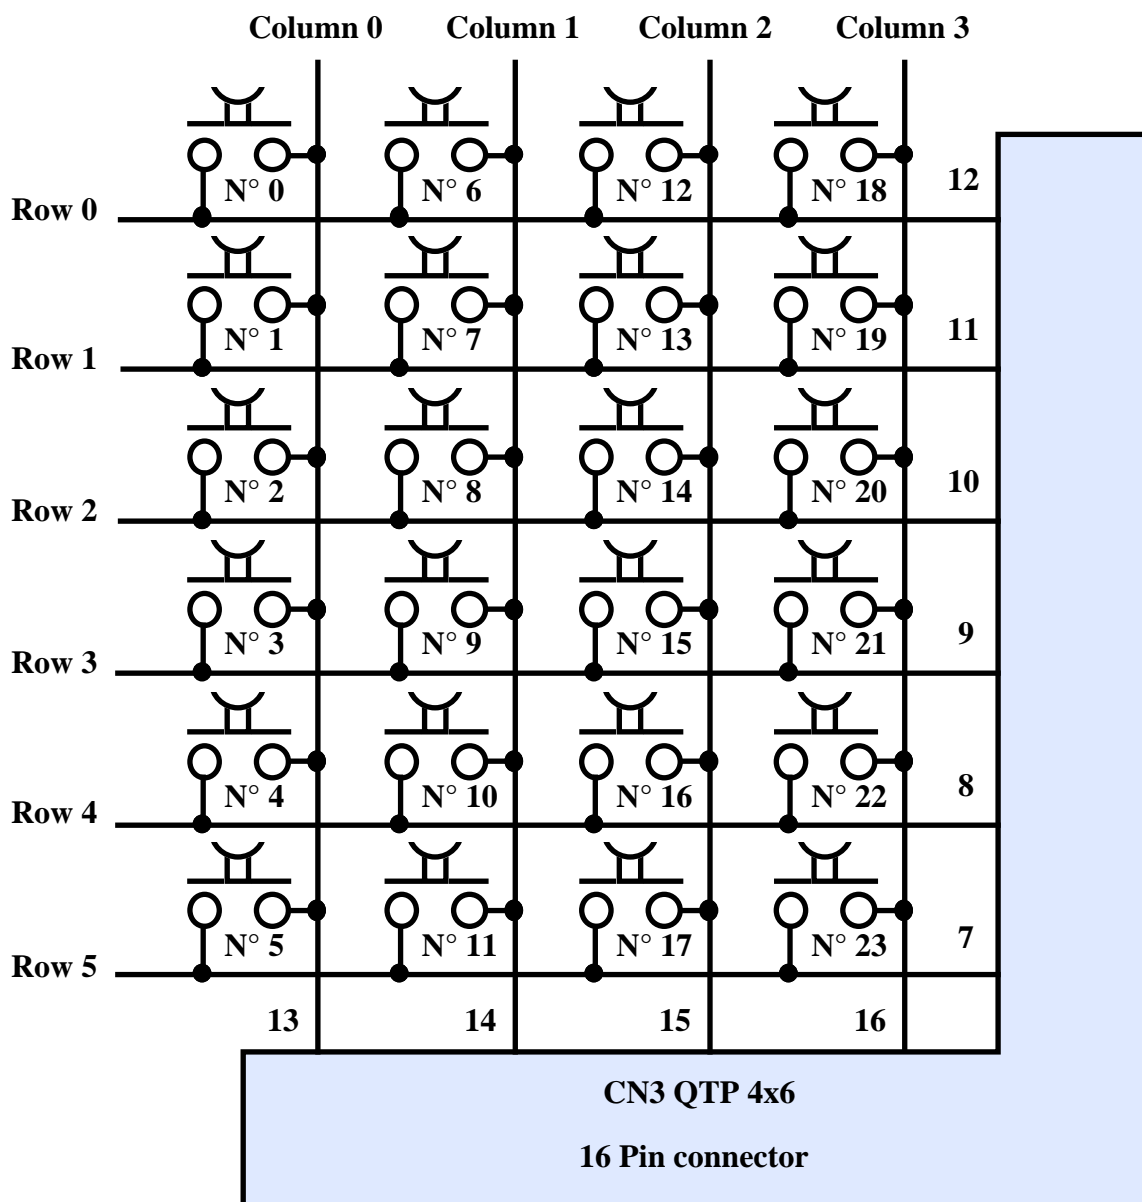 Column 0 Column 1 Column 2 Column 3
N° 0 N° 6 N° 12 N° 18 12
Row 0
N° 1 N° 7 N° 13 N° 19 11
Row 1
N° 2 N° 8 N° 14 N° 20 10
Row 2
N° 3 N° 9 N° 15 N° 21 9
Row 3
N° 4 N° 10 N° 16 N° 22 8
Row 4
N° 5 N° 11 N° 17 N° 23 7
Row 5
13 14 15 16
CN3 QTP 4x6
16 Pin connector